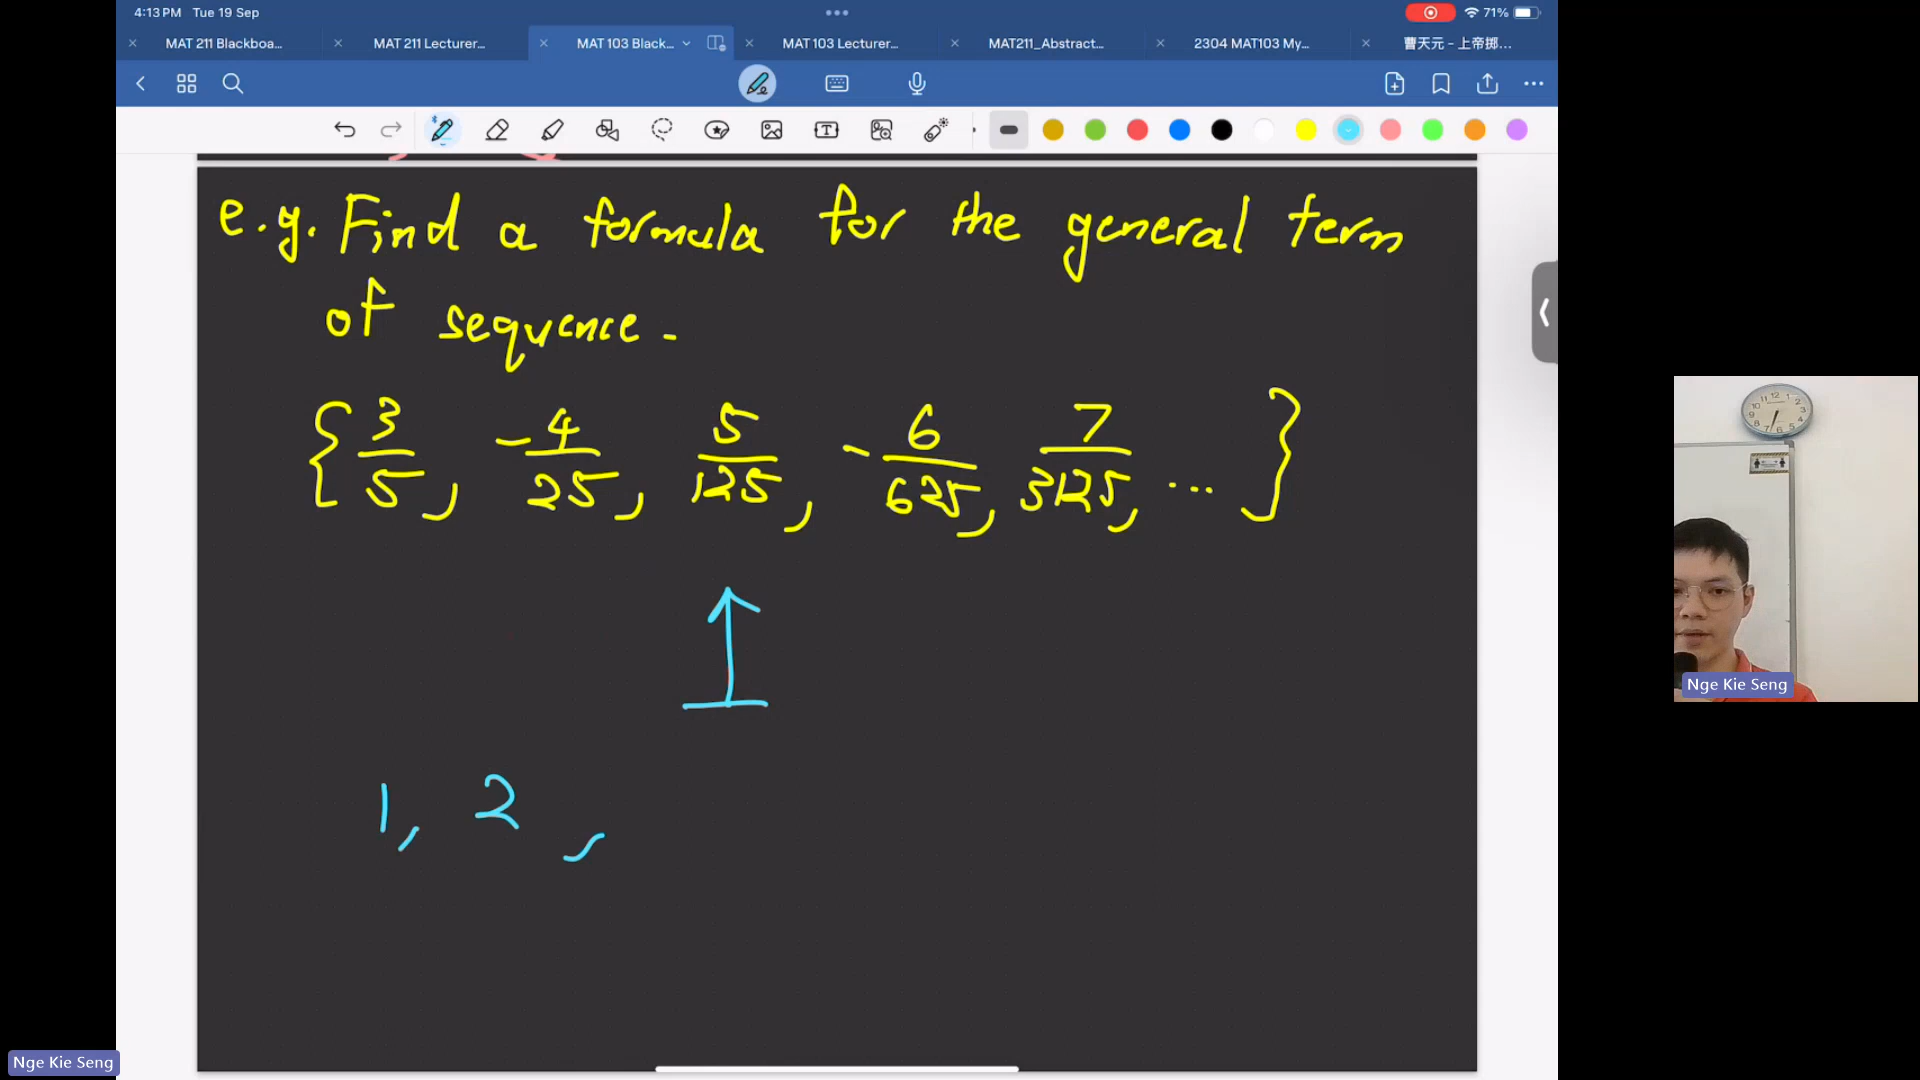 4:13 PM Tue 19 Sep
71%
MAT 211 Blackboa...
MAT 211 Lecturer...
MAT 103 Black...
MAT 103 Lecturer...
MAT211_Abstract...
2304 MAT103 My...
曹天元 - 上帝掷...
e.g. Find a formula for the general term
of sequence.
{3/5, -4/25, 5/125, -6/625, 7/3125, ...}
1, 2,
Nge Kie Seng
Nge Kie Seng